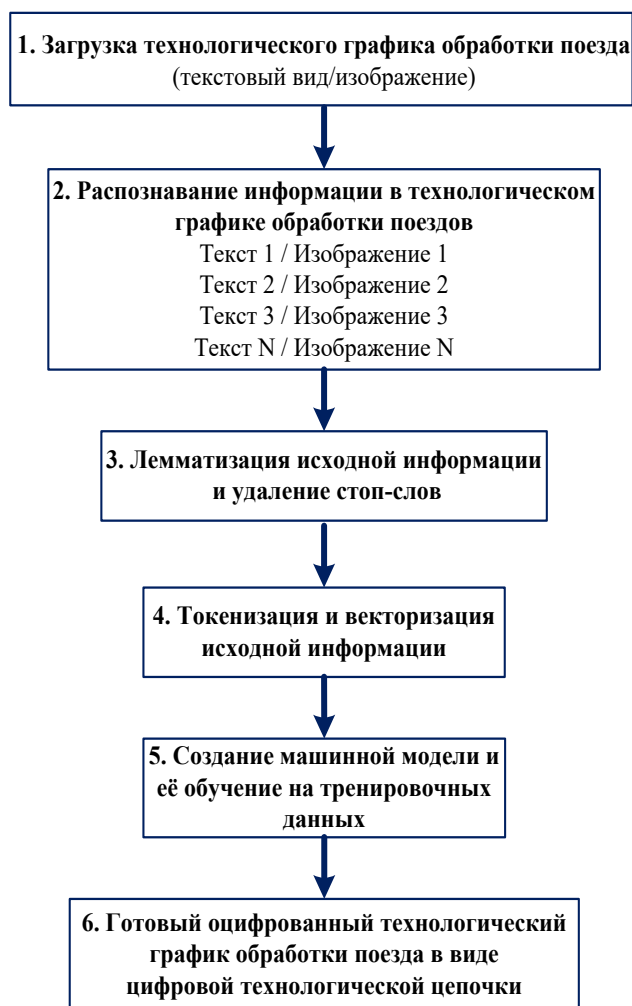 1. Загрузка технологического графика обработки поезда
(текстовый вид/изображение)
2. Распознавание информации в технологическом
графике обработки поездов
Текст 1 / Изображение 1
Текст 2 / Изображение 2
Текст 3 / Изображение 3
Текст N / Изображение N
3. Лемматизация исходной информации
и удаление стоп-слов
4. Токенизация и векторизация
исходной информации
5. Создание машинной модели и
её обучение на тренировочных
данных
6. Готовый оцифрованный технологический
график обработки поезда в виде
цифровой технологической цепочки